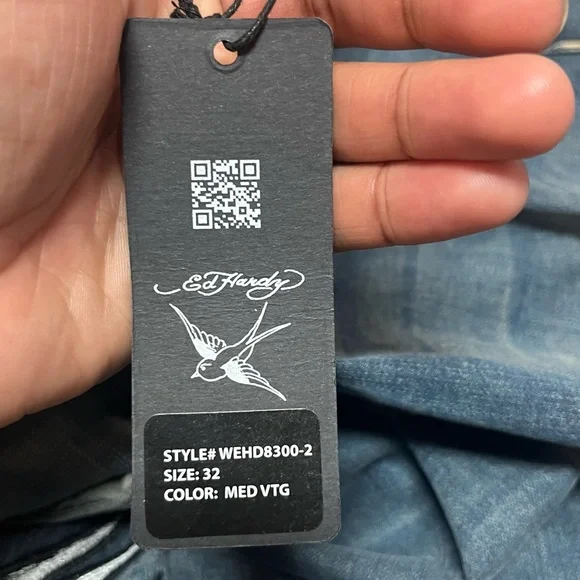 Ed Hardy
STYLE# WEHD8300-2
SIZE: 32
COLOR: MED VTG